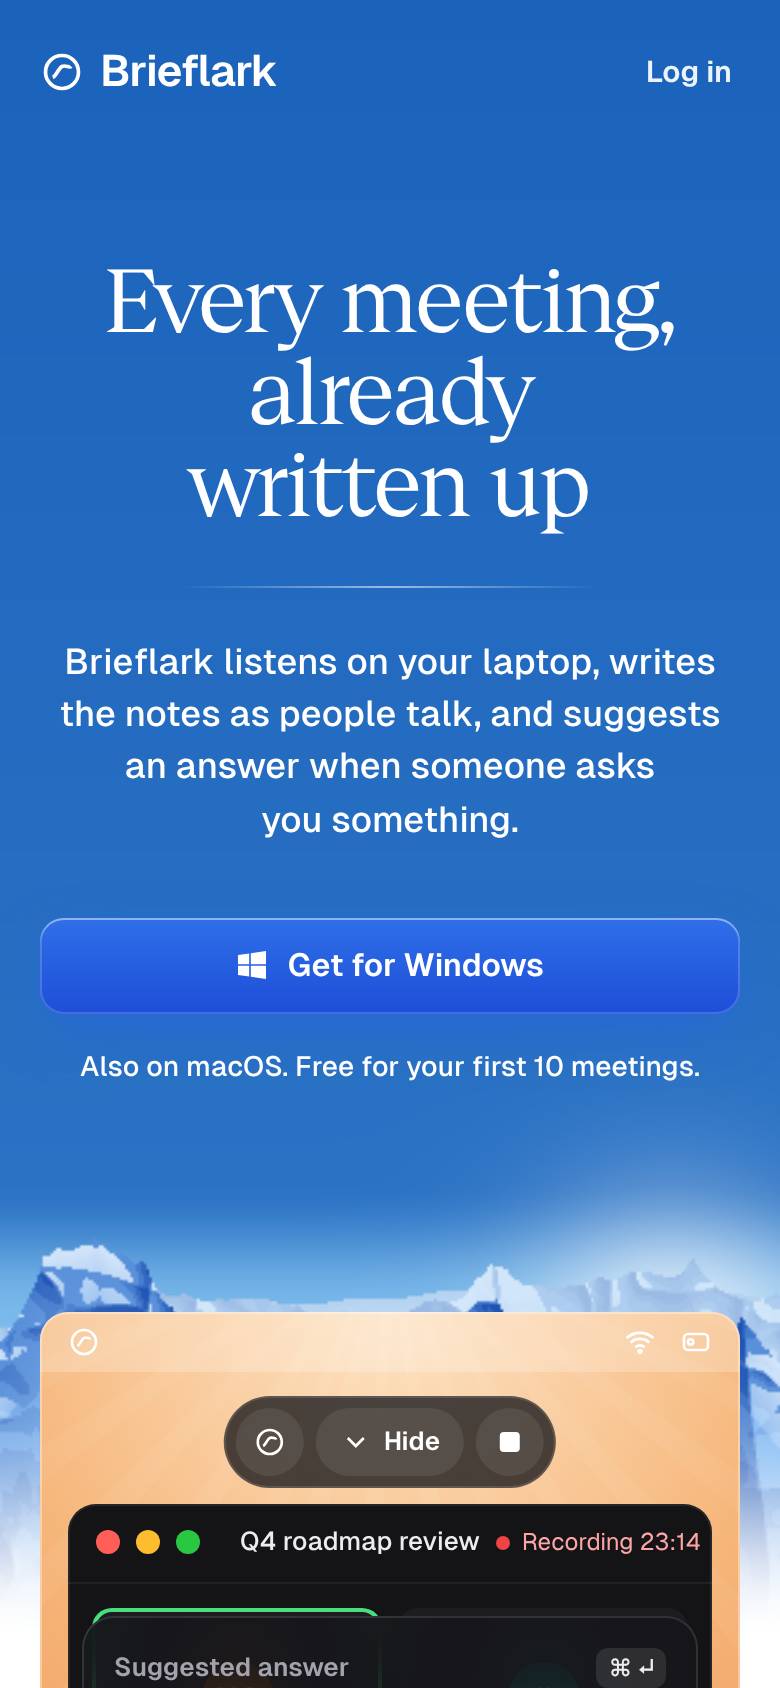 Brieflark
Log in
Every meeting,
already
written up
Brieflark listens on your laptop, writes
the notes as people talk, and suggests
an answer when someone asks
you something.
Get for Windows
Also on macOS. Free for your first 10 meetings.
Hide
Q4 roadmap review
Recording 23:14
Suggested answer
⌘ ↵